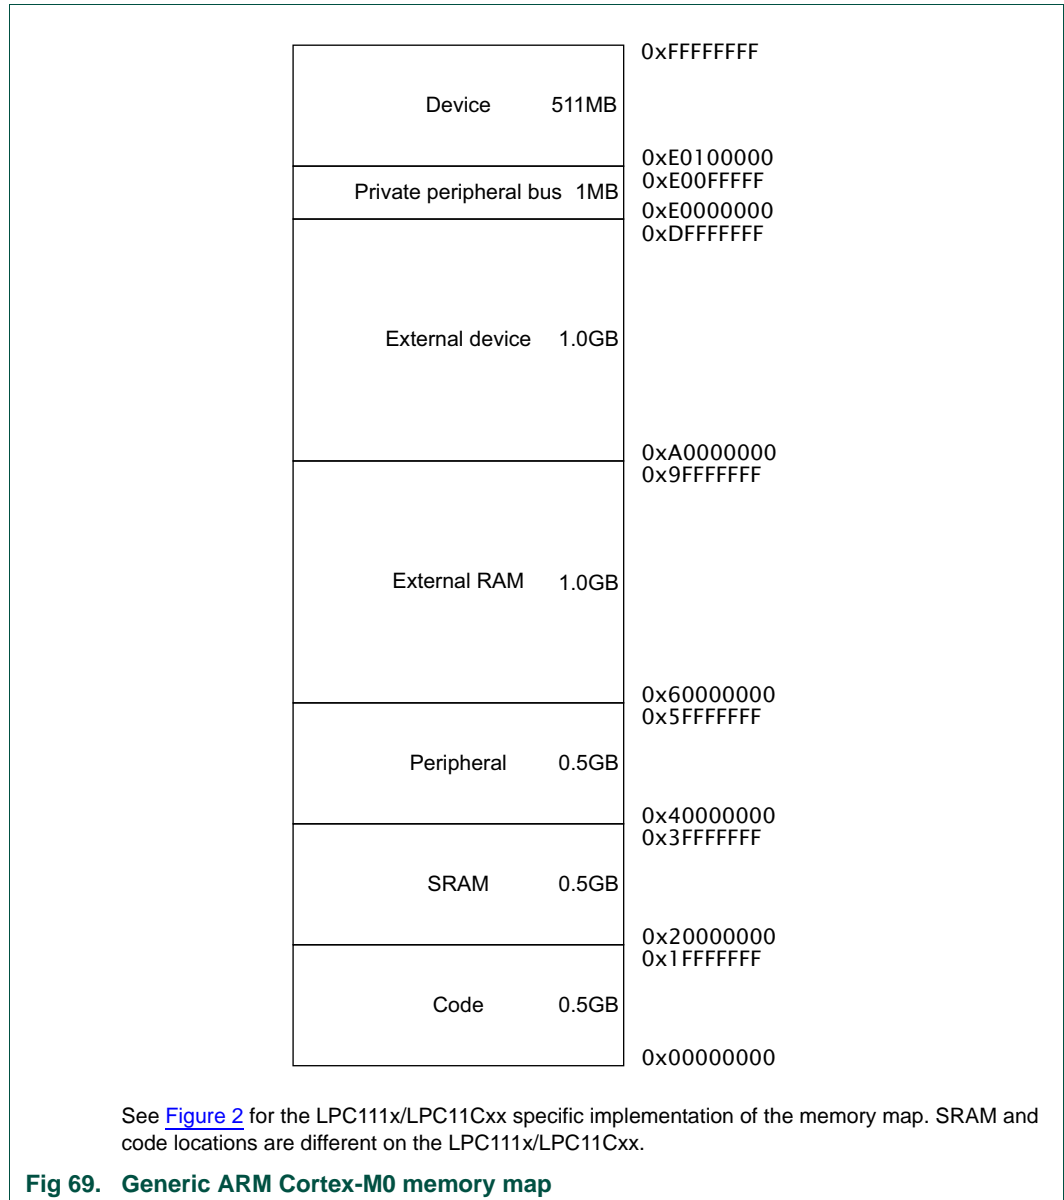 0xFFFFFFFF
Device 511MB
0xE0100000
0xE00FFFFF
Private peripheral bus 1MB
0xE0000000
0xDFFFFFFF
External device 1.0GB
0xA0000000
0x9FFFFFFF
External RAM 1.0GB
0x60000000
0x5FFFFFFF
Peripheral 0.5GB
0x40000000
0x3FFFFFFF
SRAM 0.5GB
0x20000000
0x1FFFFFFF
Code 0.5GB
0x00000000
See Figure 2 for the LPC111x/LPC11Cxx specific implementation of the memory map. SRAM and
code locations are different on the LPC111x/LPC11Cxx.
Fig 69. Generic ARM Cortex-M0 memory map